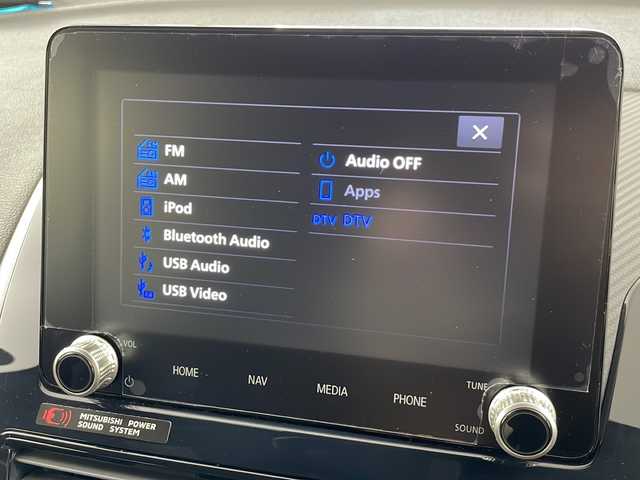 FM
AM
iPod
Bluetooth Audio
USB Audio
USB Video
Audio OFF
Apps
DTV DTV
VOL
HOME
NAV
MEDIA
PHONE
TUNE
SOUND
MITSUBISHI POWER
SOUND SYSTEM